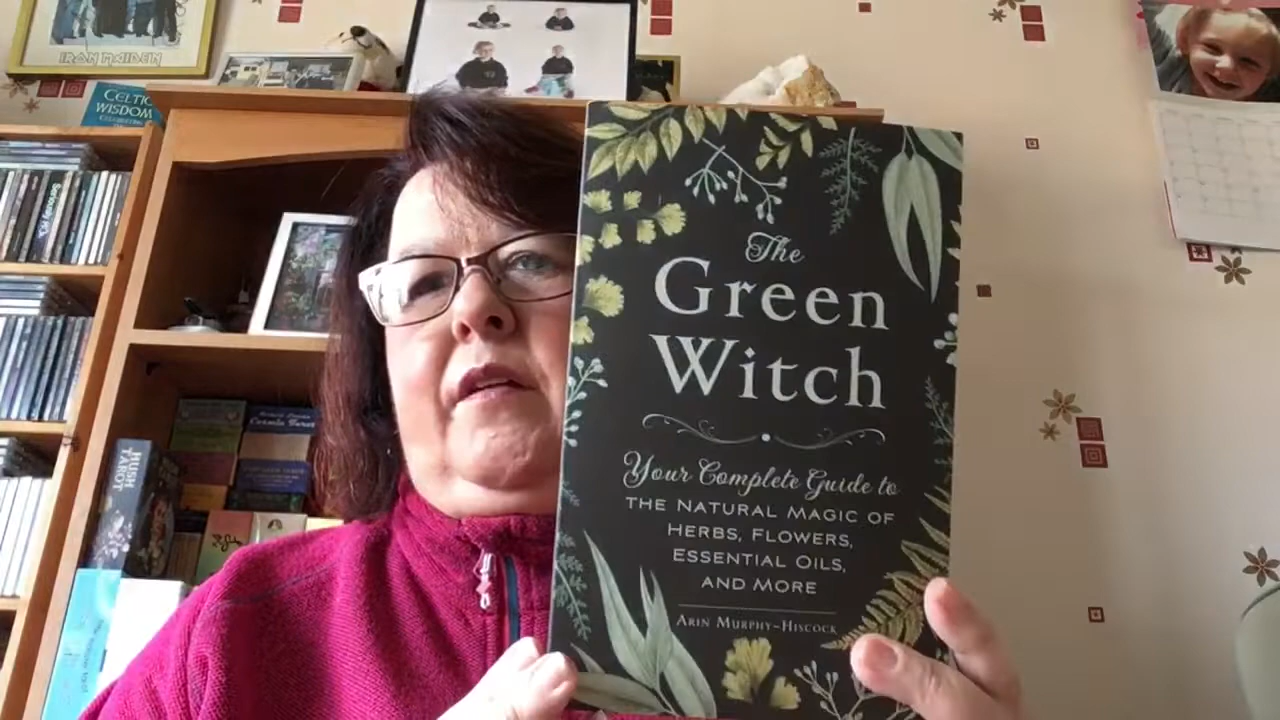 IRON MAIDEN
CELTIC
WISDOM
RUSH
TAROT
The
Green
Witch
Your Complete Guide to
THE NATURAL MAGIC OF
HERBS, FLOWERS,
ESSENTIAL OILS,
AND MORE
ARIN MURPHY-HISCOCK